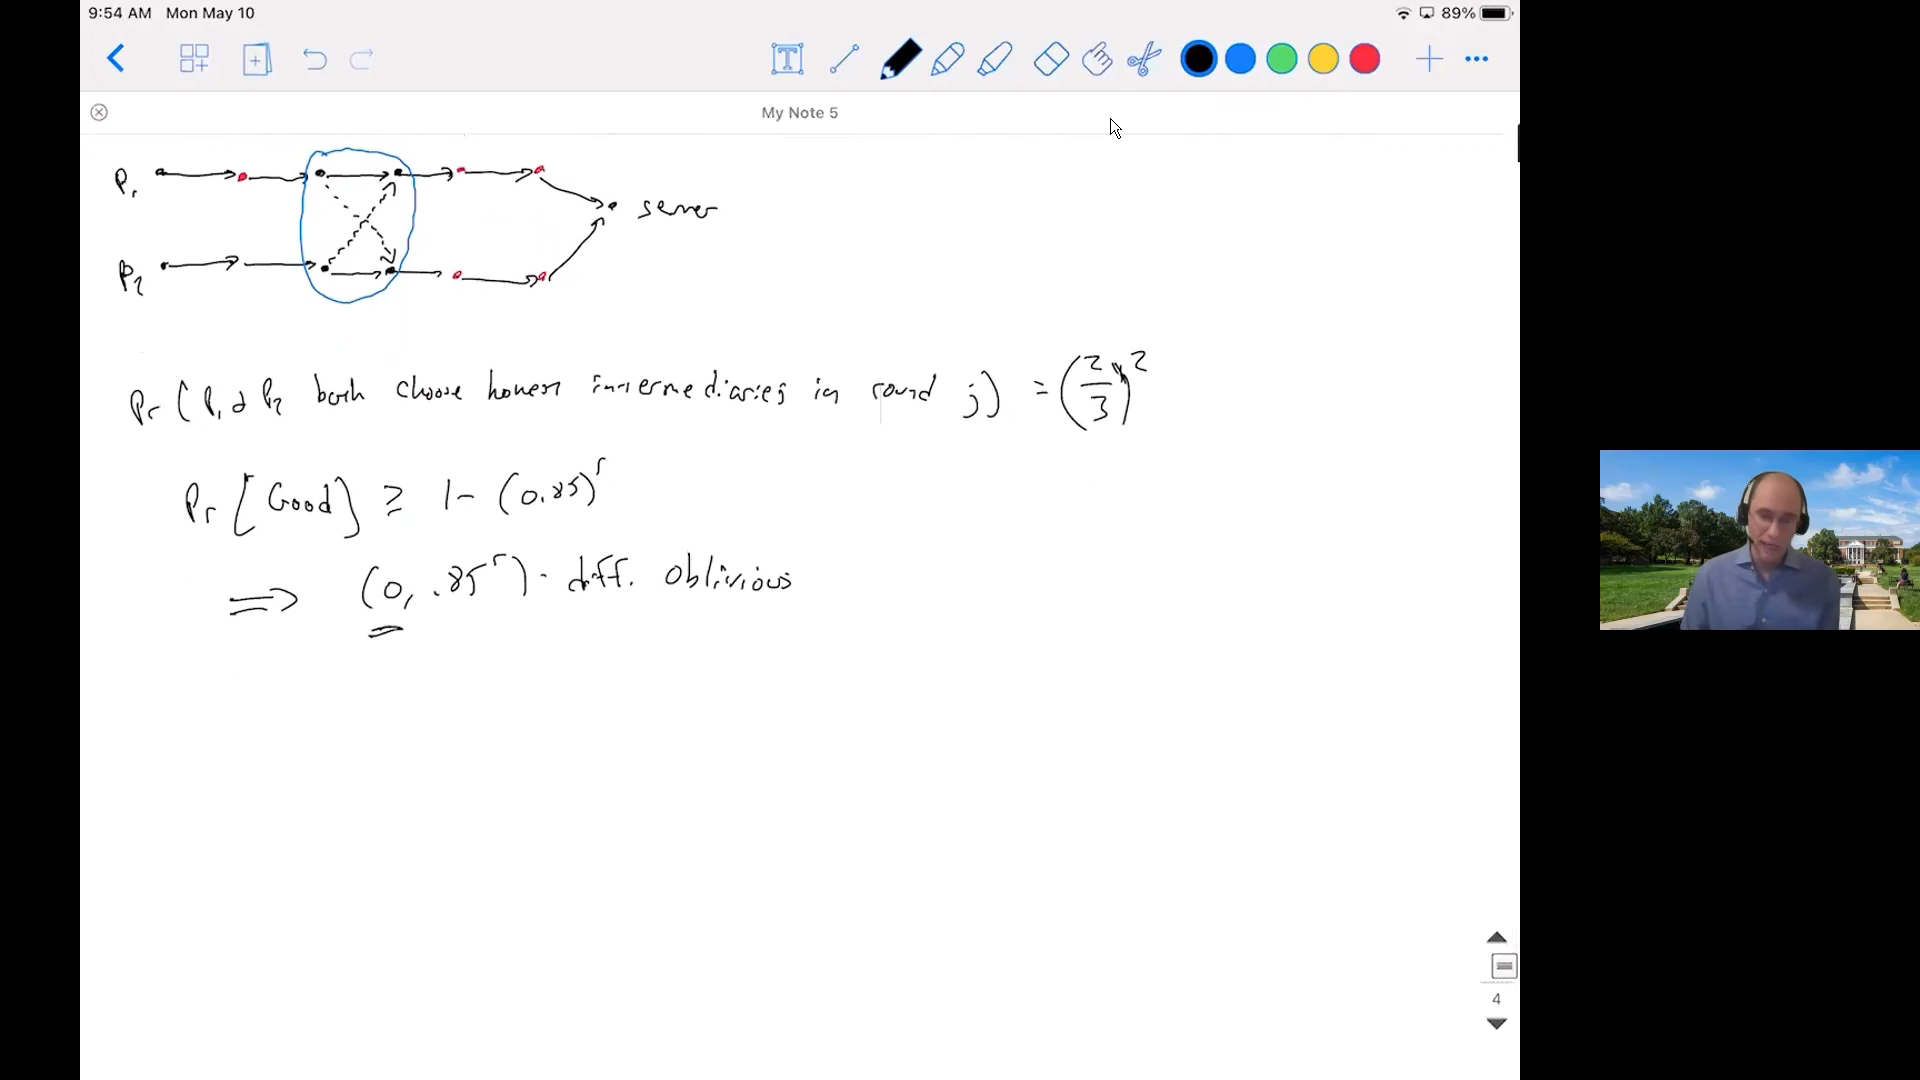 9:54 AM Mon May 10
89%
My Note 5
P₁
server
P₂
Pr ( P₁ & P₂ both choose honest intermediaries in round j ) = (2/3)²
Pr [Good] ≥ 1 - (0.85)^r
⟹ (0, .85^r) - diff. oblivious
4